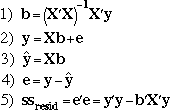 1) b = (X′X)⁻¹X′y
2) y = Xb + e
3) ŷ = Xb
4) e = y − ŷ
5) ss_resid = e′e = y′y − b′X′y